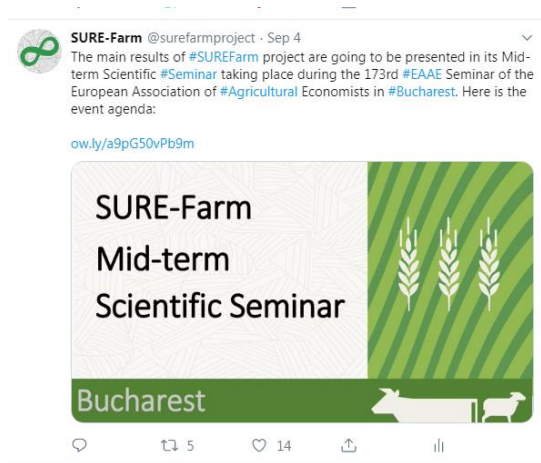 SURE-Farm @surefarmproject · Sep 4
The main results of #SUREFarm project are going to be presented in its Mid-
term Scientific #Seminar taking place during the 173rd #EAAE Seminar of the
European Association of #Agricultural Economists in #Bucharest. Here is the
event agenda:
ow.ly/a9pG50vPb9m
SURE-Farm
Mid-term
Scientific Seminar
Bucharest
5 14